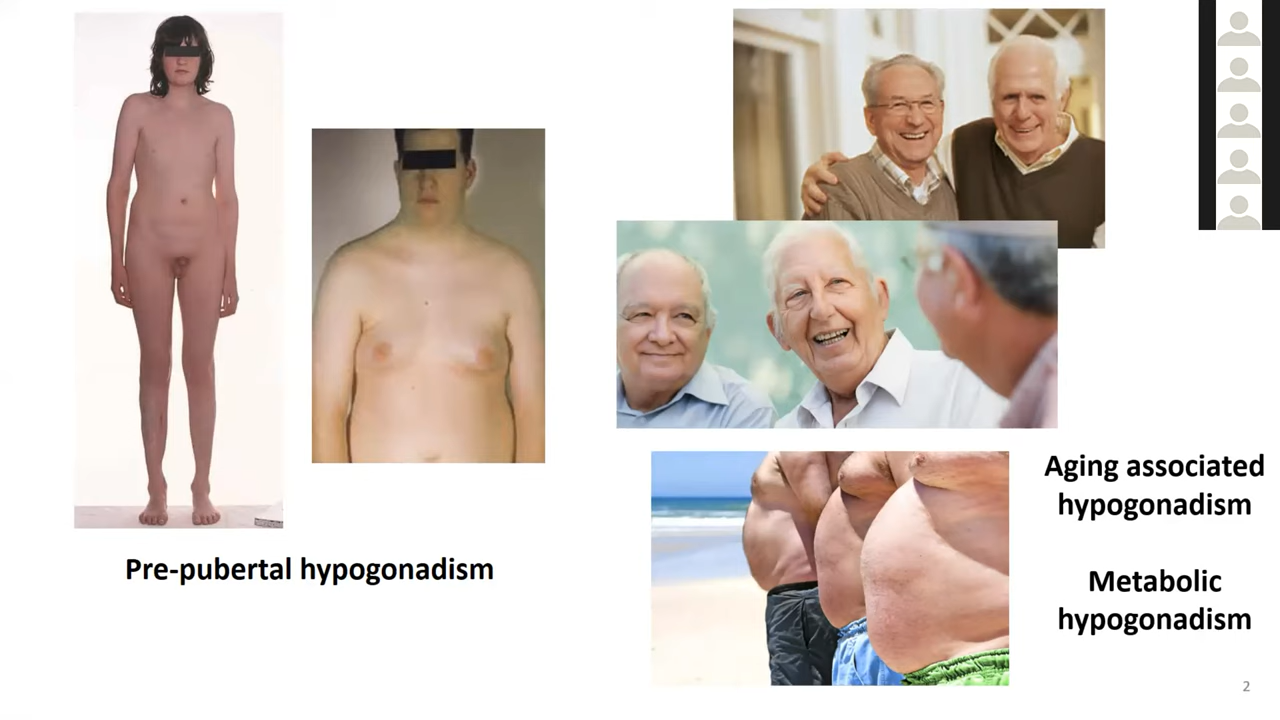 Pre-pubertal hypogonadism
Aging associated
hypogonadism
Metabolic
hypogonadism
2